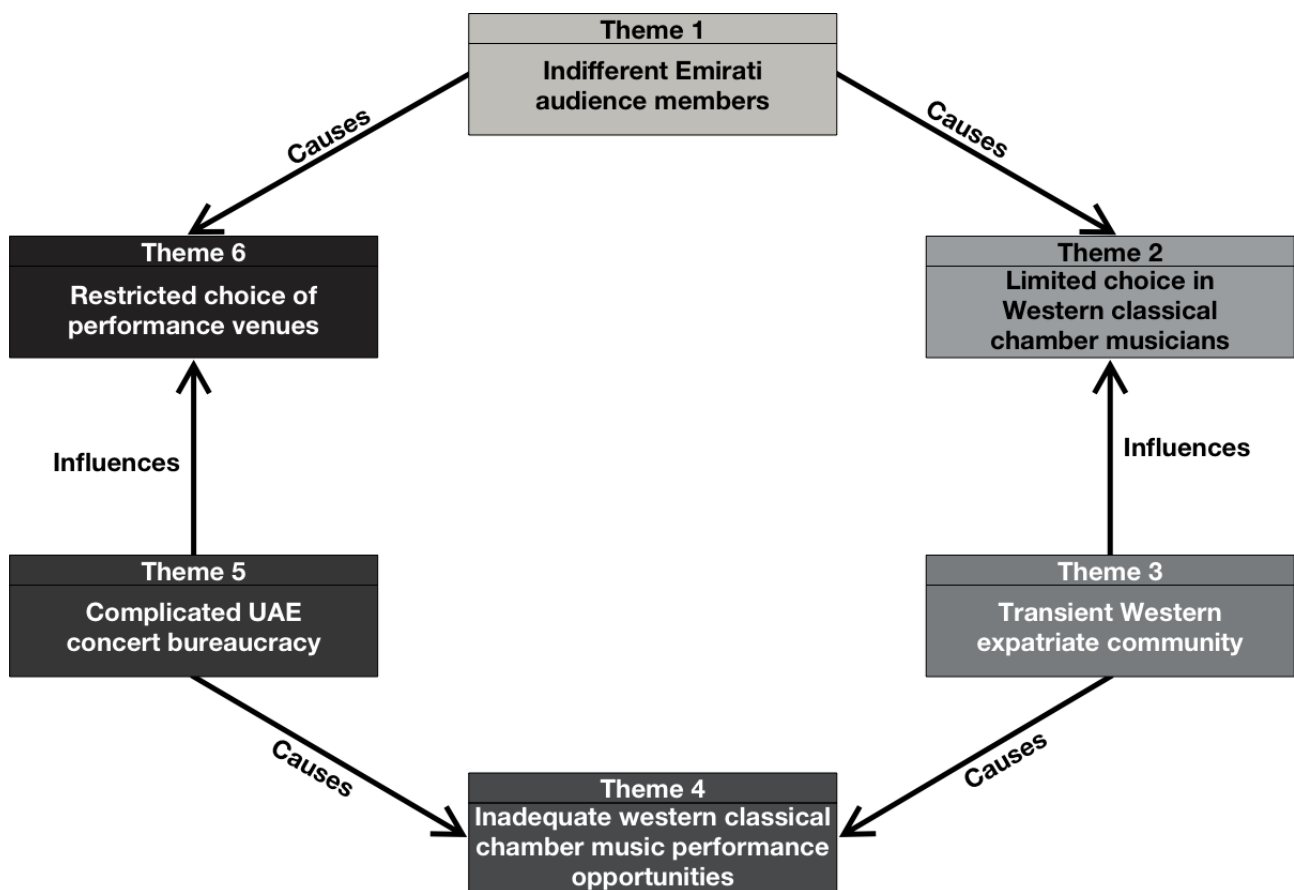 Theme 1
Indifferent Emirati
audience members
Causes
Causes
Theme 6
Restricted choice of
performance venues
Theme 2
Limited choice in
Western classical
chamber musicians
Influences
Influences
Theme 5
Complicated UAE
concert bureaucracy
Theme 3
Transient Western
expatriate community
Causes
Causes
Theme 4
Inadequate western classical
chamber music performance
opportunities